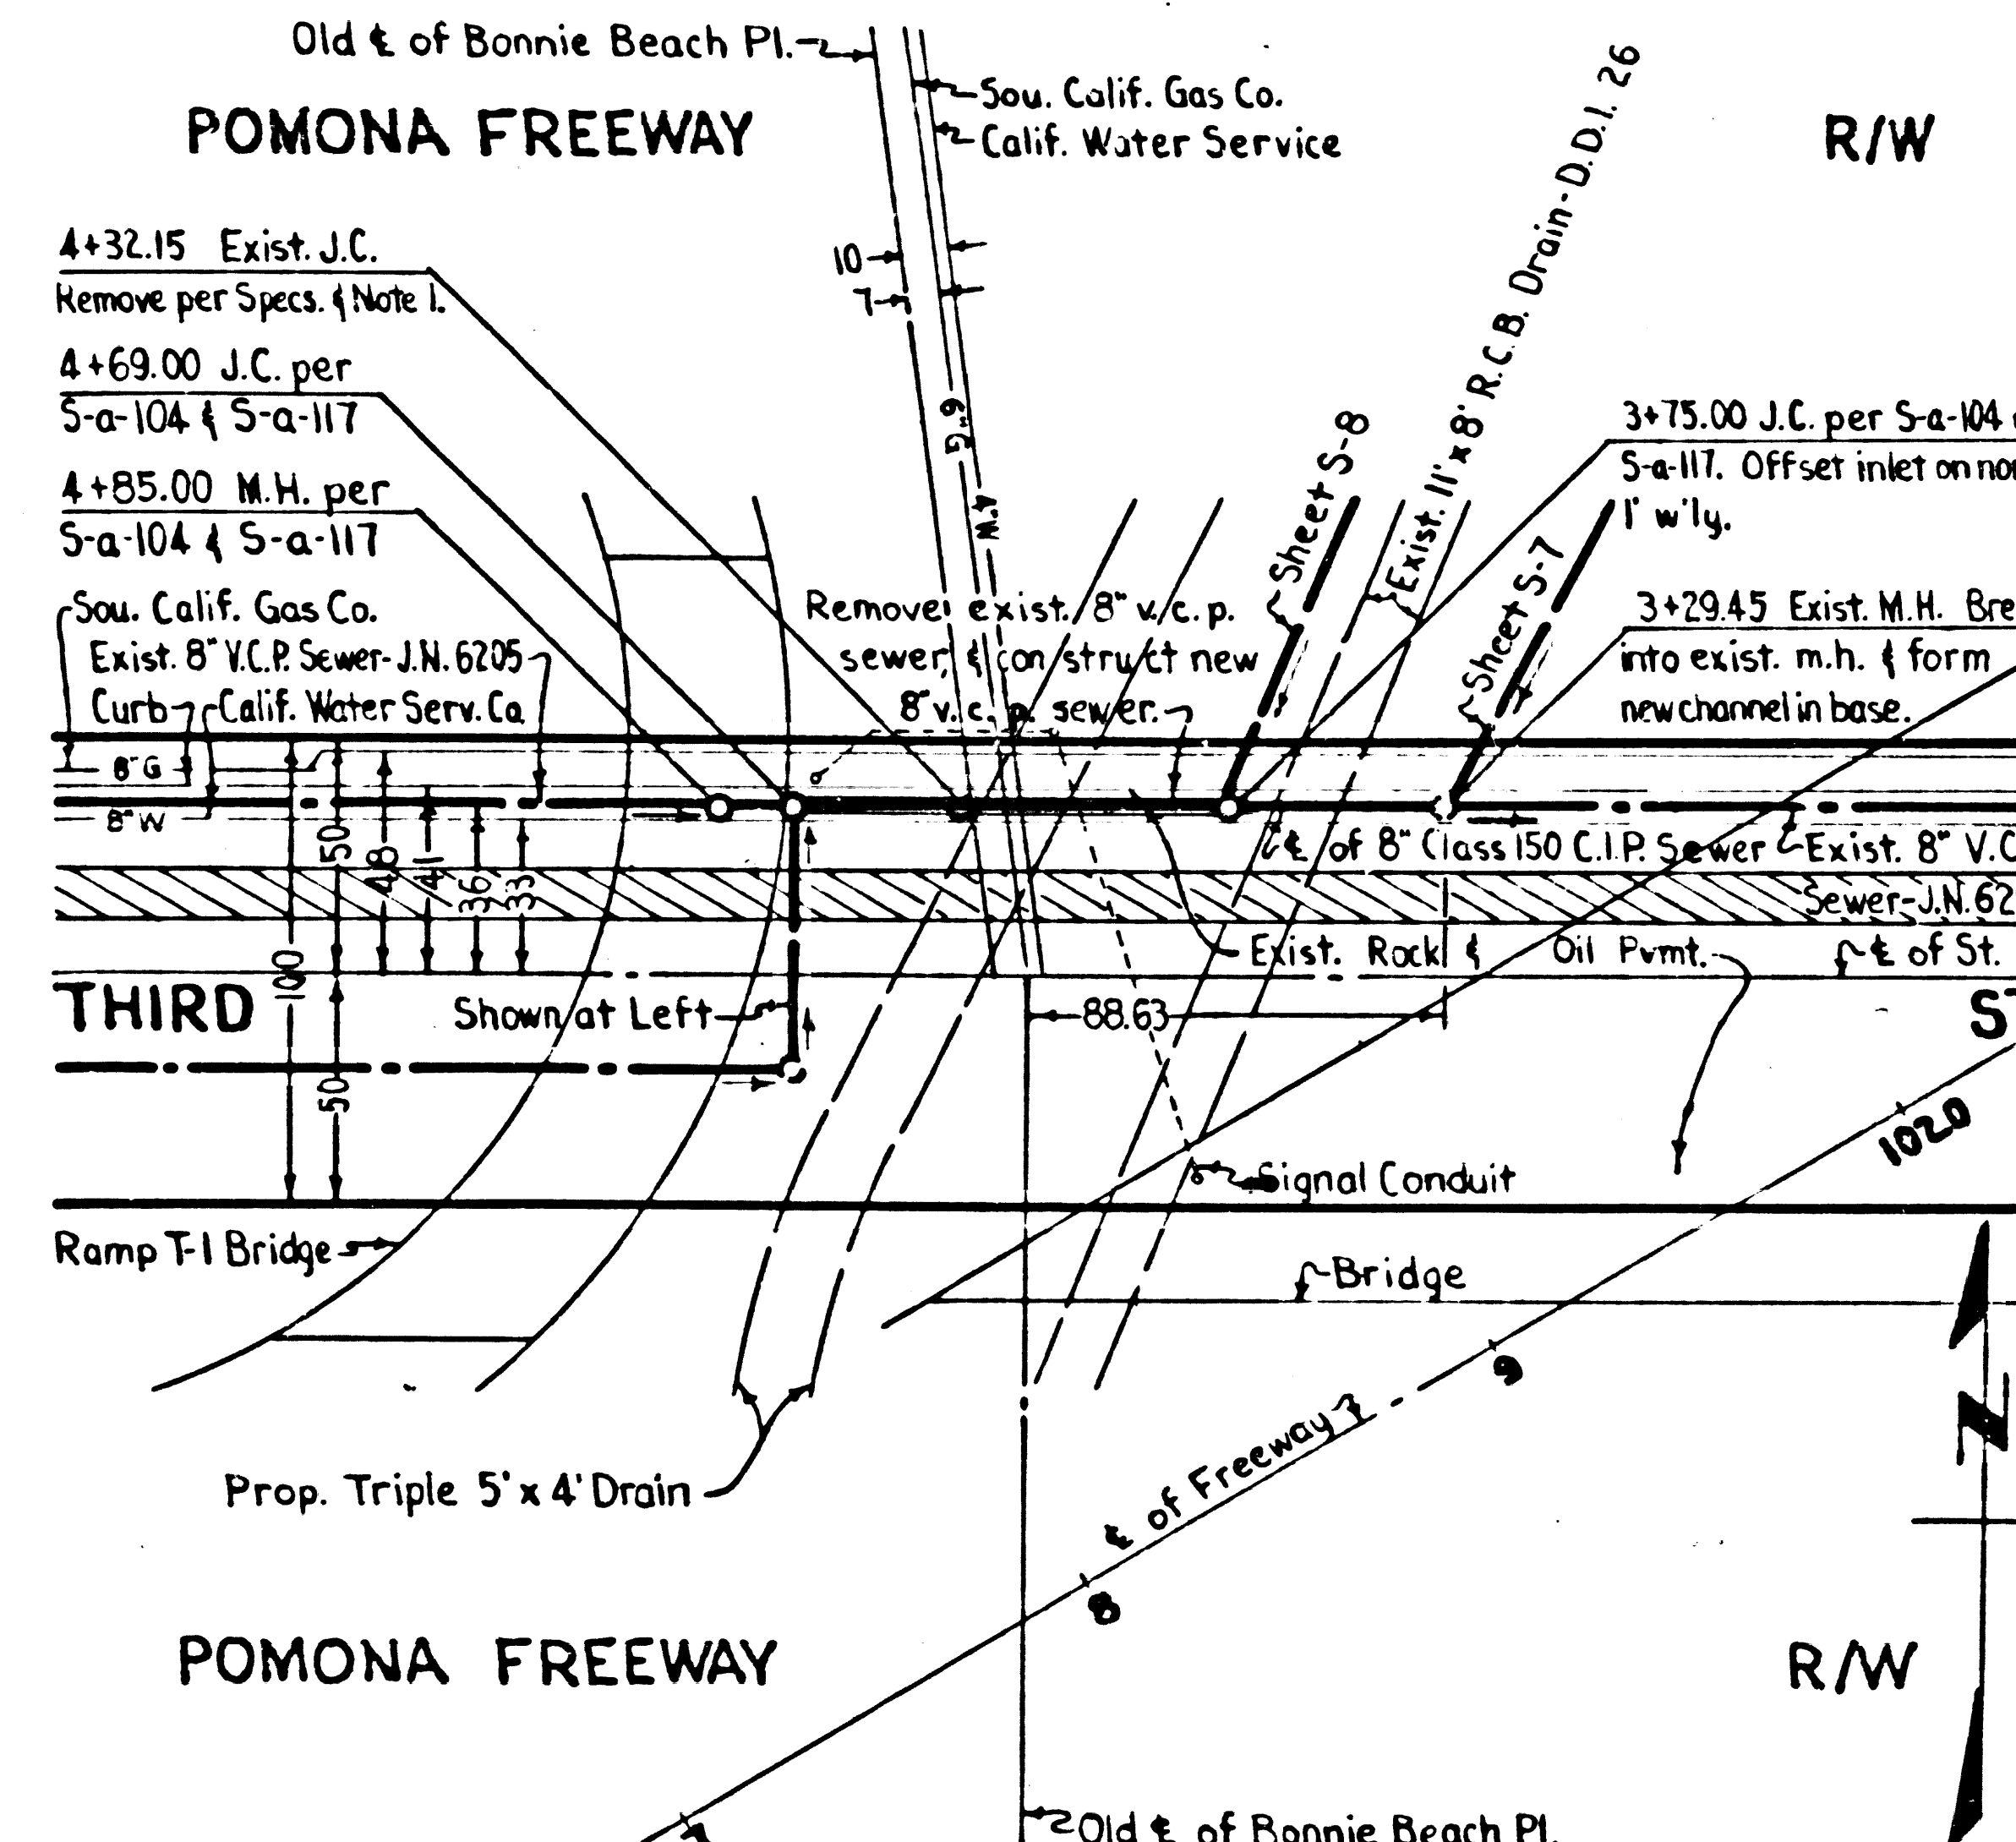 Old ℄ of Bonnie Beach Pl.
Sou. Calif. Gas Co.
Calif. Water Service
POMONA FREEWAY
R/W
10
7
4+32.15 Exist. J.C.
Remove per Specs. & Note 1.
4+69.00 J.C. per
S-a-104 & S-a-117
4+85.00 M.H. per
S-a-104 & S-a-117
6"G
4"W
Sheet S-8
Exist. 11' x 8' R.C.B. Drain-D.D.I. 26
Sheet S-7
3+75.00 J.C. per S-a-104
S-a-117. Offset inlet on nor
1' w'ly.
3+29.45 Exist. M.H. Bre
into exist. m.h. & form
new channel in base.
Sou. Calif. Gas Co.
Exist. 8" V.C.P. Sewer-J.N. 6205
Curb
Calif. Water Serv. Co.
Remove exist. 8" v.c.p.
sewer, & construct new
8" v.c.p. sewer.
8"G
8"W
50
48
41
36
33
100
50
℄ of 8" Class 150 C.I.P. Sewer
Exist. 8" V.C
Sewer-J.N. 62
Exist. Rock & Oil Pvmt.
℄ of St.
THIRD
ST
Shown at Left
88.63
Signal Conduit
1020
Ramp T-1 Bridge
Bridge
9
℄ of Freeway
8
Prop. Triple 5' x 4' Drain
N
POMONA FREEWAY
R/W
7
Old ℄ of Bonnie Beach Pl.